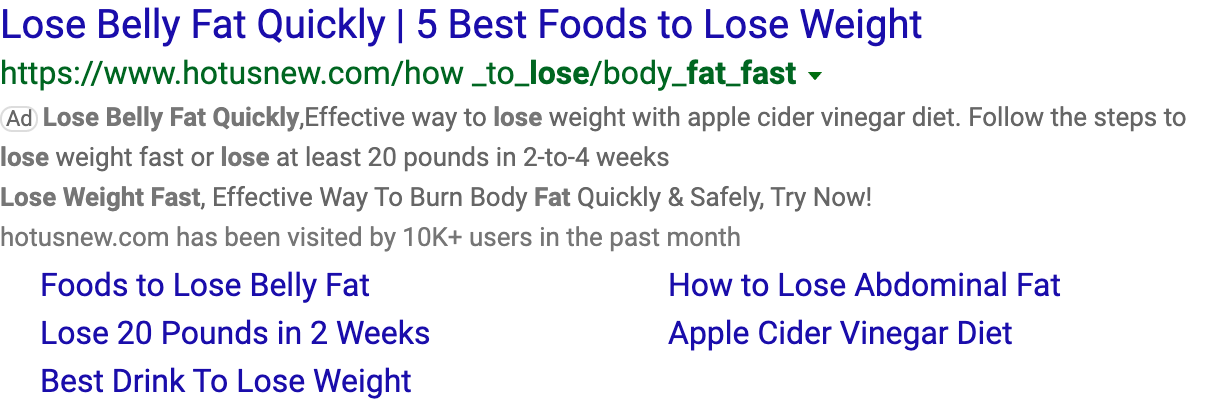 Lose Belly Fat Quickly | 5 Best Foods to Lose Weight
https://www.hotusnew.com/how _to_lose/body_fat_fast
Ad Lose Belly Fat Quickly,Effective way to lose weight with apple cider vinegar diet. Follow the steps to
lose weight fast or lose at least 20 pounds in 2-to-4 weeks
Lose Weight Fast, Effective Way To Burn Body Fat Quickly & Safely, Try Now!
hotusnew.com has been visited by 10K+ users in the past month
Foods to Lose Belly Fat
How to Lose Abdominal Fat
Lose 20 Pounds in 2 Weeks
Apple Cider Vinegar Diet
Best Drink To Lose Weight